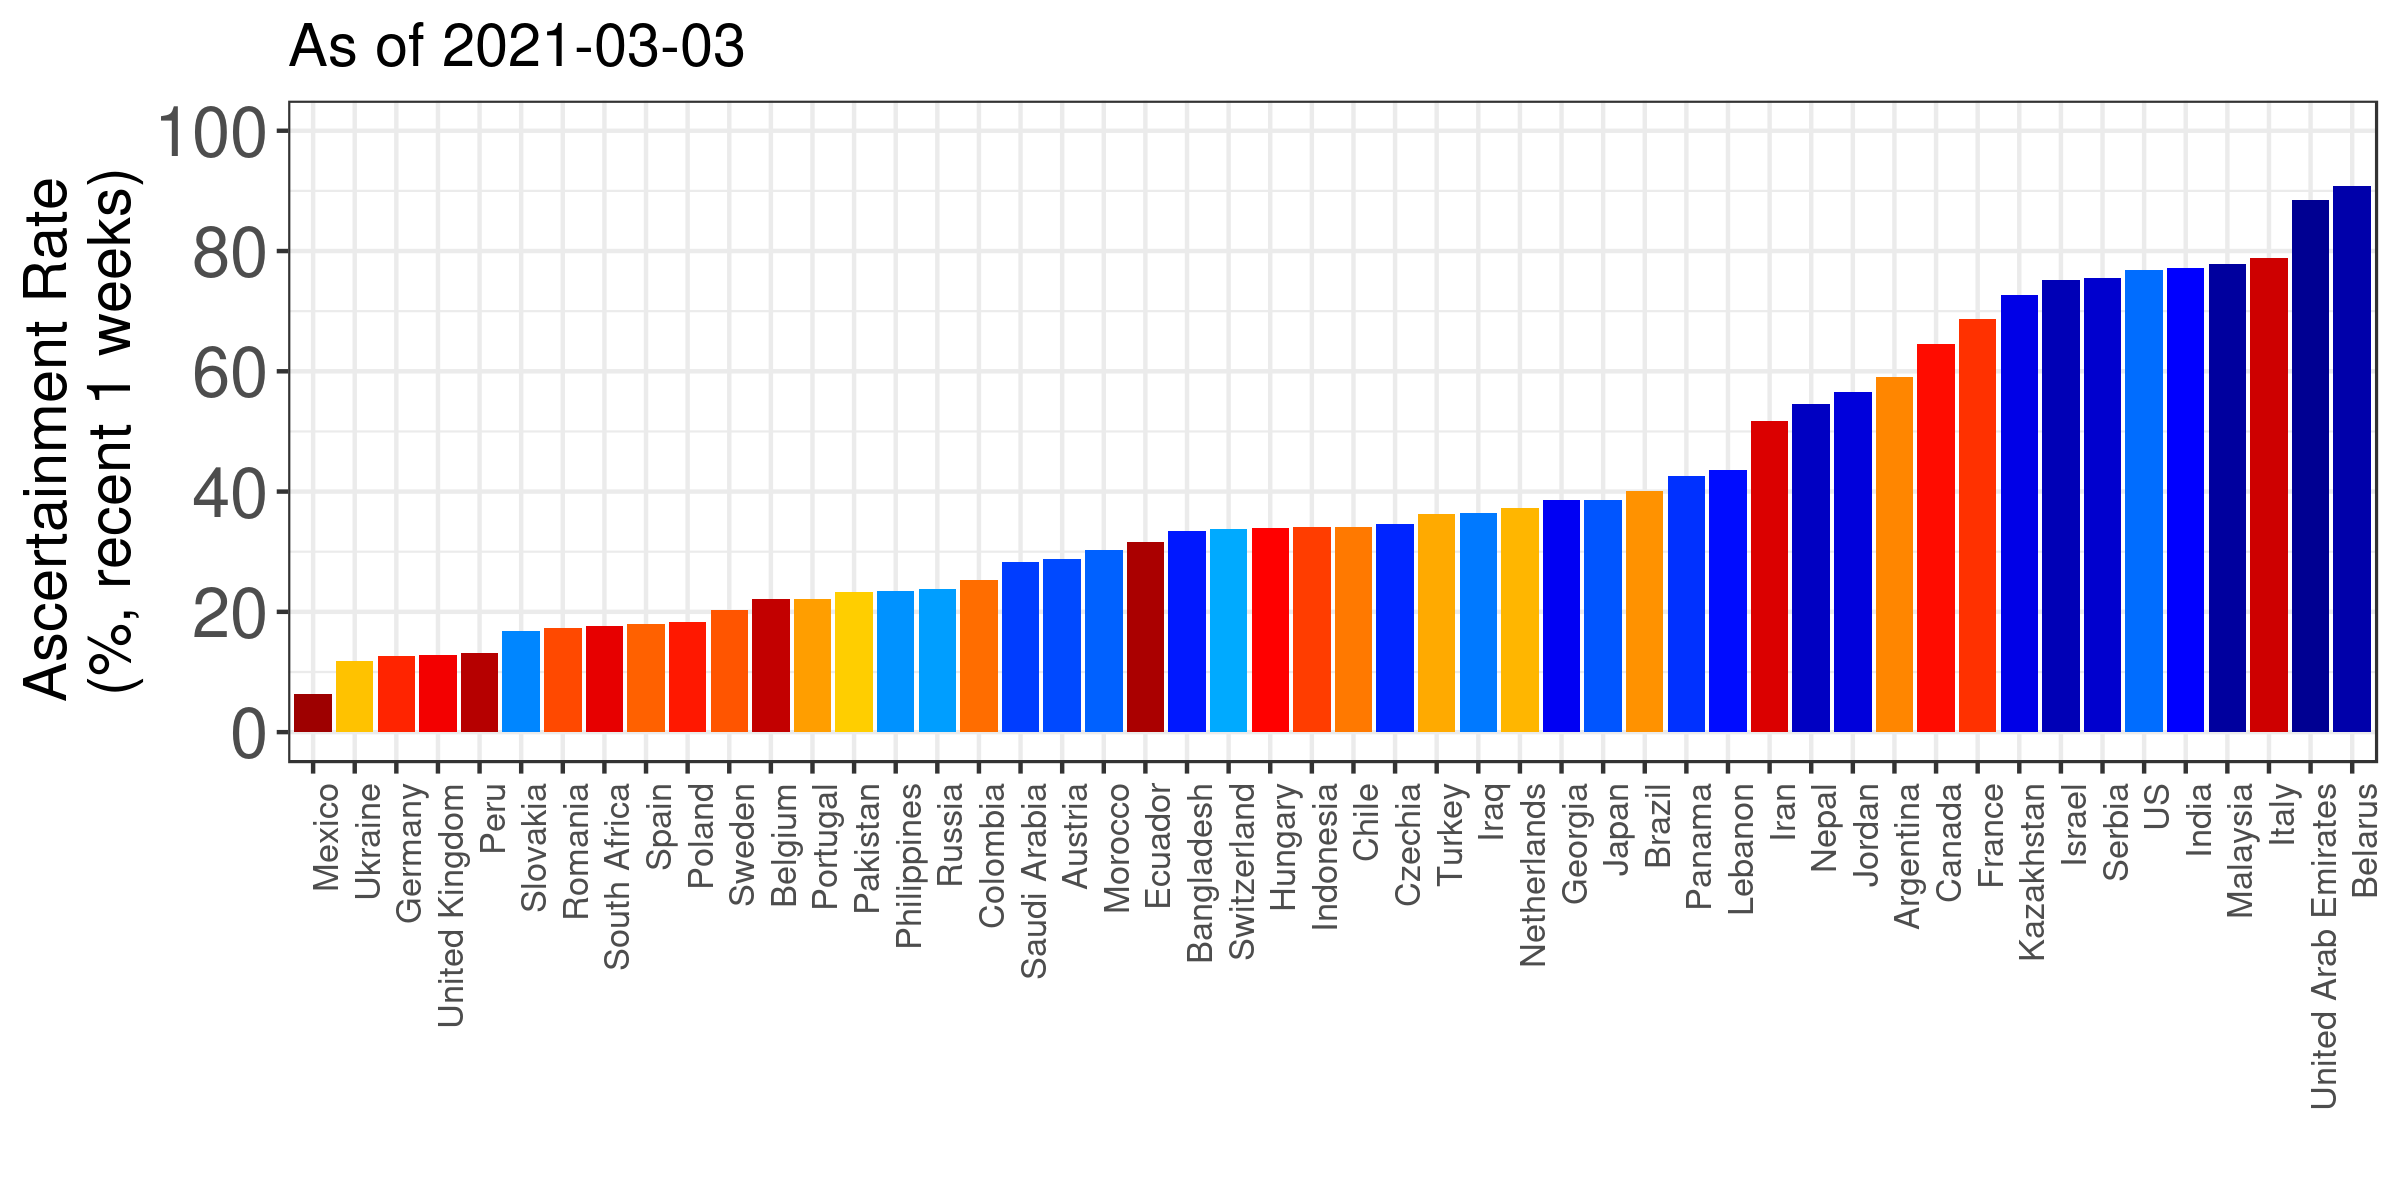 As of 2021-03-03
Ascertainment Rate
(%, recent 1 weeks)
100
80
60
40
20
0
Mexico
Ukraine
Germany
United Kingdom
Peru
Slovakia
Romania
South Africa
Spain
Poland
Sweden
Belgium
Portugal
Pakistan
Philippines
Russia
Colombia
Saudi Arabia
Austria
Morocco
Ecuador
Bangladesh
Switzerland
Hungary
Indonesia
Chile
Czechia
Turkey
Iraq
Netherlands
Georgia
Japan
Brazil
Panama
Lebanon
Iran
Nepal
Jordan
Argentina
Canada
France
Kazakhstan
Israel
Serbia
US
India
Malaysia
Italy
United Arab Emirates
Belarus